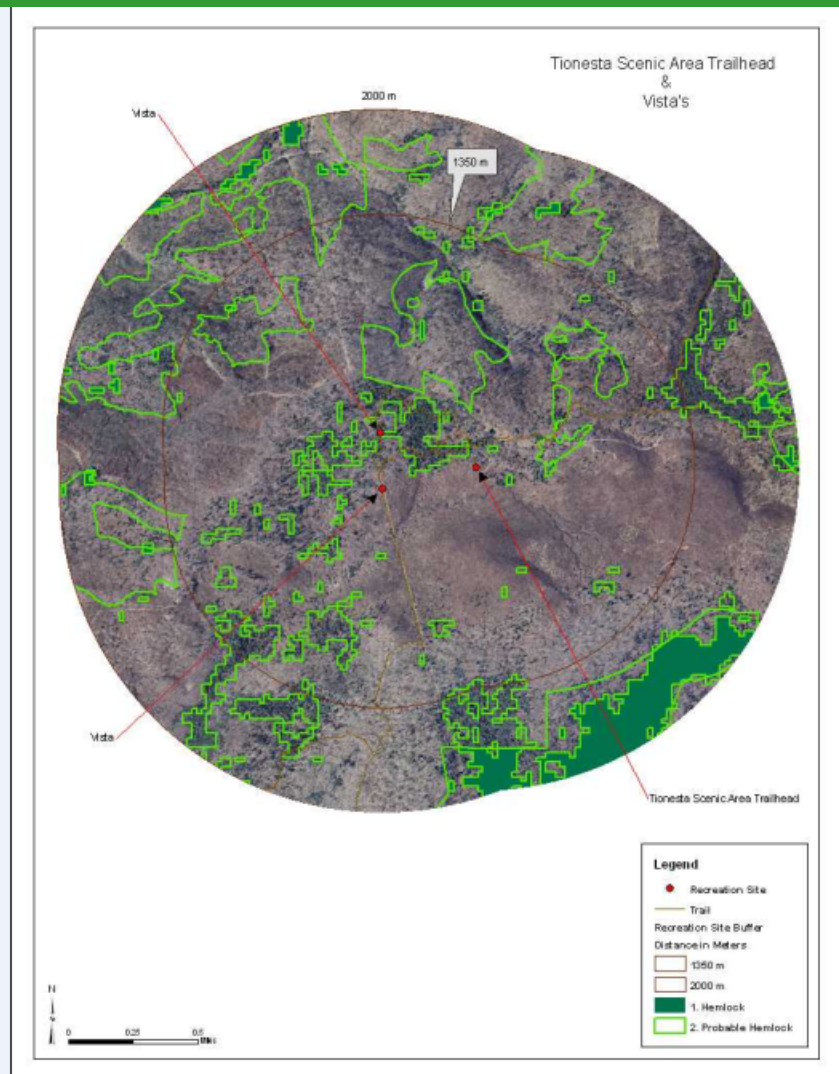 Tionesta Scenic Area Trailhead
&
Vista's
2000 m
Vista
1350 m
Vista
Tionesta Scenic Area Trailhead
Legend
Recreation Site
Trail
Recreation Site Buffer
Distance in Meters
1350 m
2000 m
1. Hemlock
2. Probable Hemlock
N
0 0.25 0.5
Miles